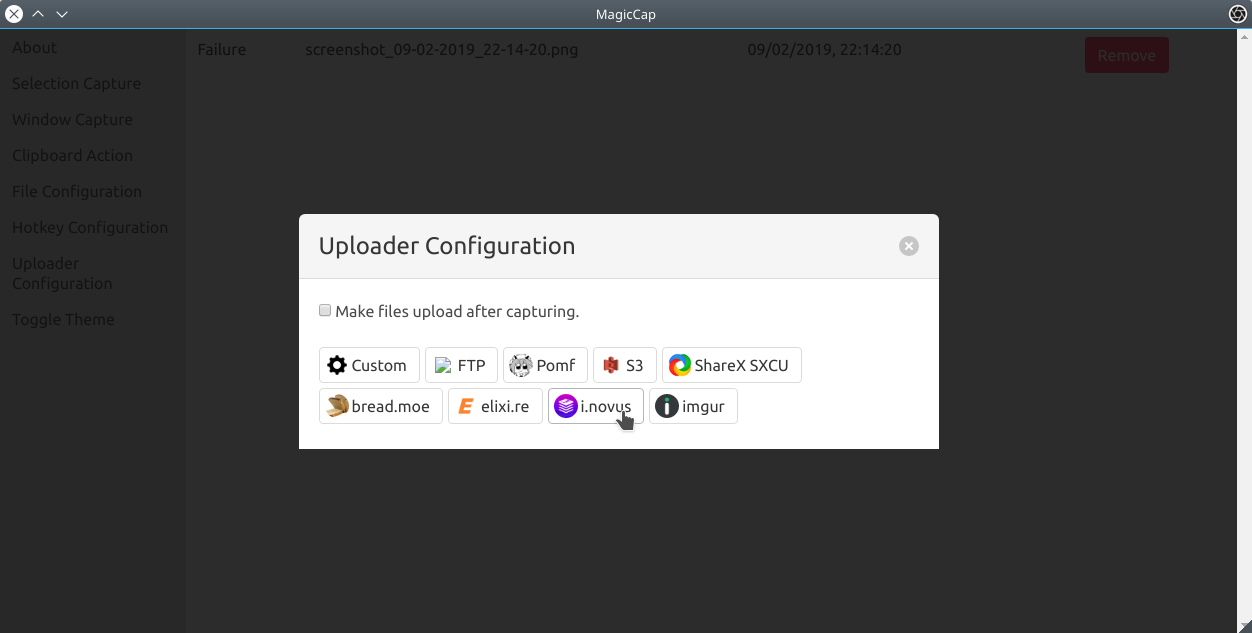 MagicCap
About
Selection Capture
Window Capture
Clipboard Action
File Configuration
Hotkey Configuration
Uploader
Configuration
Toggle Theme
Failure screenshot_09-02-2019_22-14-20.png 09/02/2019, 22:14:20 Remove
Uploader Configuration
Make files upload after capturing.
Custom FTP Pomf S3 ShareX SXCU
bread.moe elixi.re i.novus imgur